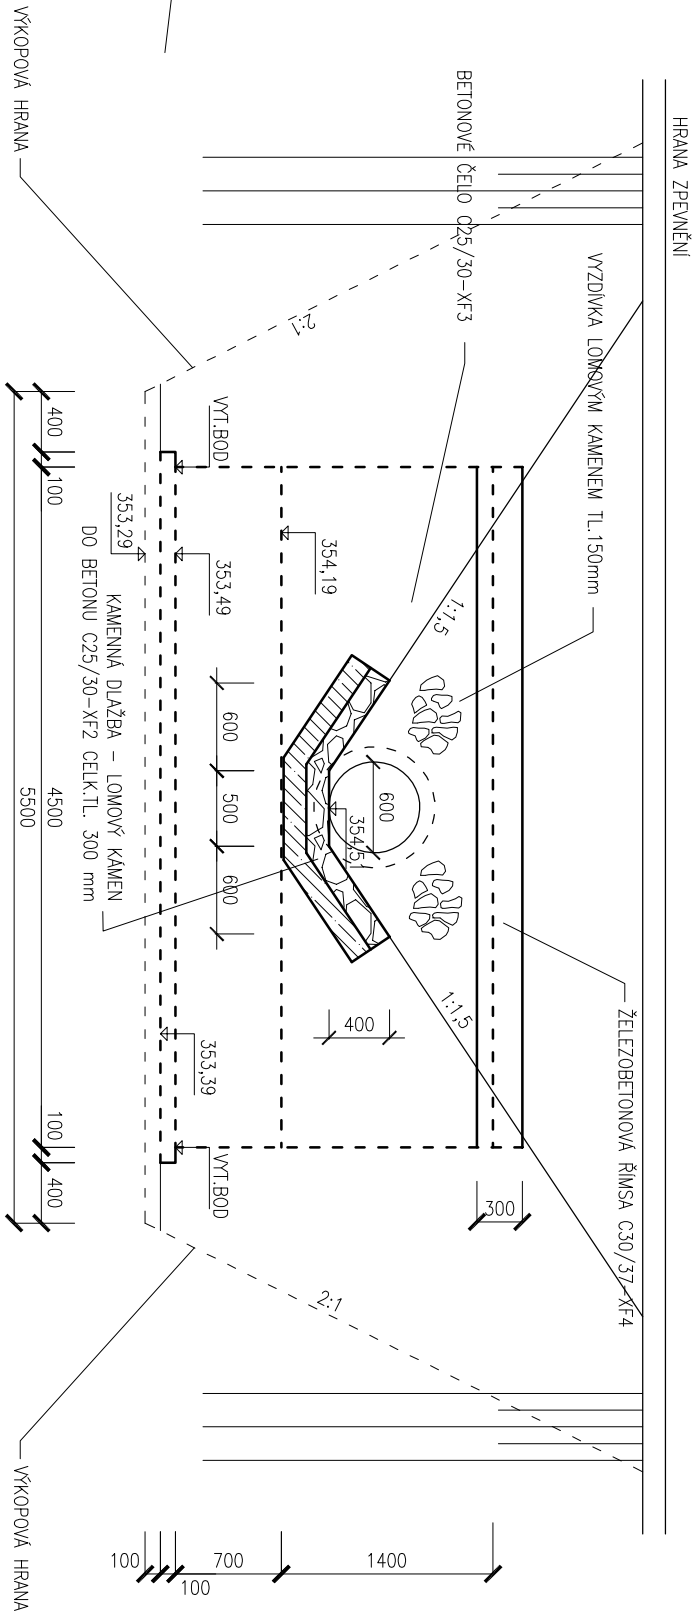 HRANA ZPEVNĚNÍ
VÝKOPOVÁ HRANA
BETONOVÉ ČELO C25/30-XF3
VYZDÍVKA LOMOVÝM KAMENEM TL.150mm
ŽELEZOBETONOVÁ ŘÍMSA C30/37-XF4
2:1
2:1
1:1,5
1:1,5
VYT.BOD
VYT.BOD
354,19
353,49
353,29
353,39
354,51
600
400
300
600
500
600
KAMENNÁ DLAŽBA – LOMOVÝ KÁMEN
DO BETONU C25/30-XF2 CELK.TL. 300 mm
400
100
4500
100
400
5500
1400
700
100
100
VÝKOPOVÁ HRANA